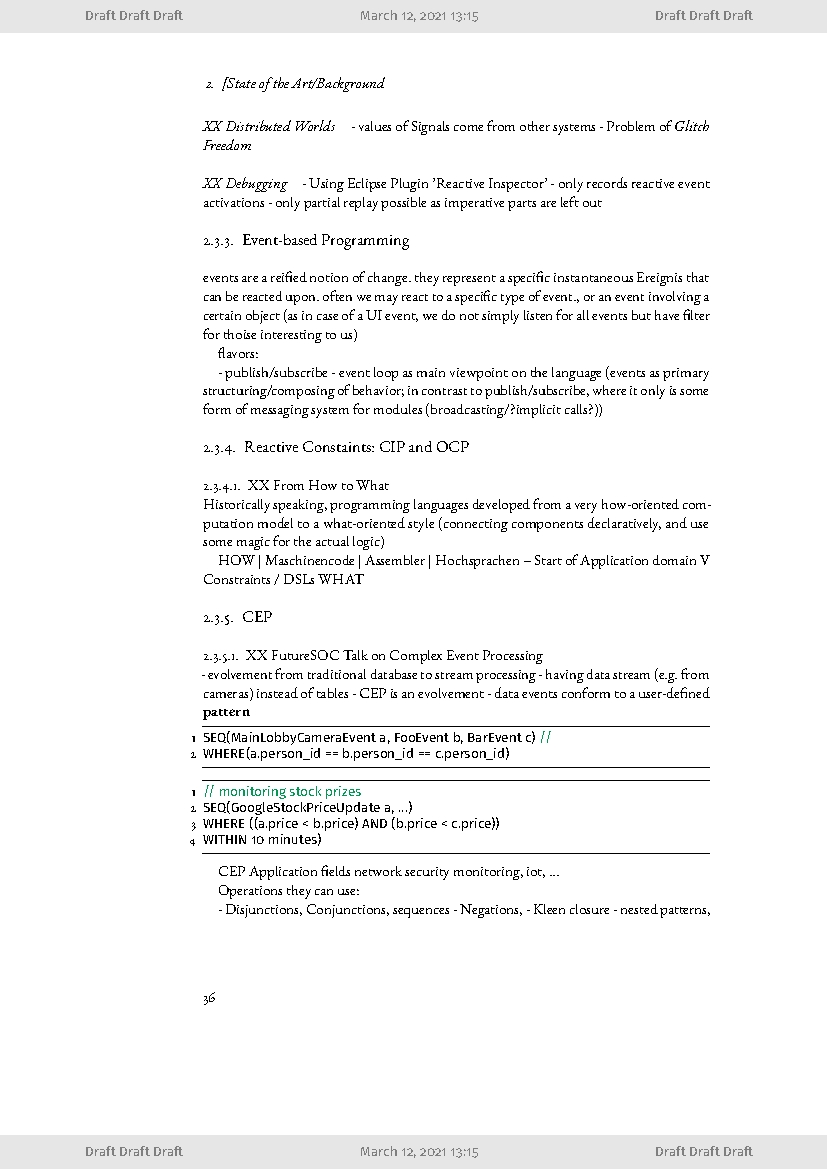 Draft Draft Draft March 12, 2021 13:15 Draft Draft Draft
2. [State of the Art/Background
XX Distributed Worlds - values of Signals come from other systems - Problem of Glitch
Freedom
XX Debugging - Using Eclipse Plugin ’Reactive Inspector’ - only records reactive event
activations - only partial replay possible as imperative parts are left out
2.3.3. Event-based Programming
events are a reified notion of change. they represent a specific instantaneous Ereignis that
can be reacted upon. often we may react to a specific type of event., or an event involving a
certain object (as in case of a UI event, we do not simply listen for all events but have filter
for thoise interesting to us)
flavors:
- publish/subscribe - event loop as main viewpoint on the language (events as primary
structuring/composing of behavior; in contrast to publish/subscribe, where it only is some
form of messaging system for modules (broadcasting/?implicit calls?))
2.3.4. Reactive Constaints: CIP and OCP
2.3.4.1. XX From How to What
Historically speaking, programming languages developed from a very how-oriented com-
putation model to a what-oriented style (connecting components declaratively, and use
some magic for the actual logic)
HOW | Maschinencode | Assembler | Hochsprachen – Start of Application domain V
Constraints / DSLs WHAT
2.3.5. CEP
2.3.5.1. XX FutureSOC Talk on Complex Event Processing
- evolvement from traditional database to stream processing - having data stream (e.g. from
cameras) instead of tables - CEP is an evolvement - data events conform to a user-defined
pattern
1 SEQ(MainLobbyCameraEvent a, FooEvent b, BarEvent c) //
2 WHERE(a.person_id == b.person_id == c.person_id)
1 // monitoring stock prizes
2 SEQ(GoogleStockPriceUpdate a, ...)
3 WHERE ((a.price < b.price) AND (b.price < c.price))
4 WITHIN 10 minutes)
CEP Application fields network security monitoring, iot, ...
Operations they can use:
- Disjunctions, Conjunctions, sequences - Negations, - Kleen closure - nested patterns,
36
Draft Draft Draft March 12, 2021 13:15 Draft Draft Draft